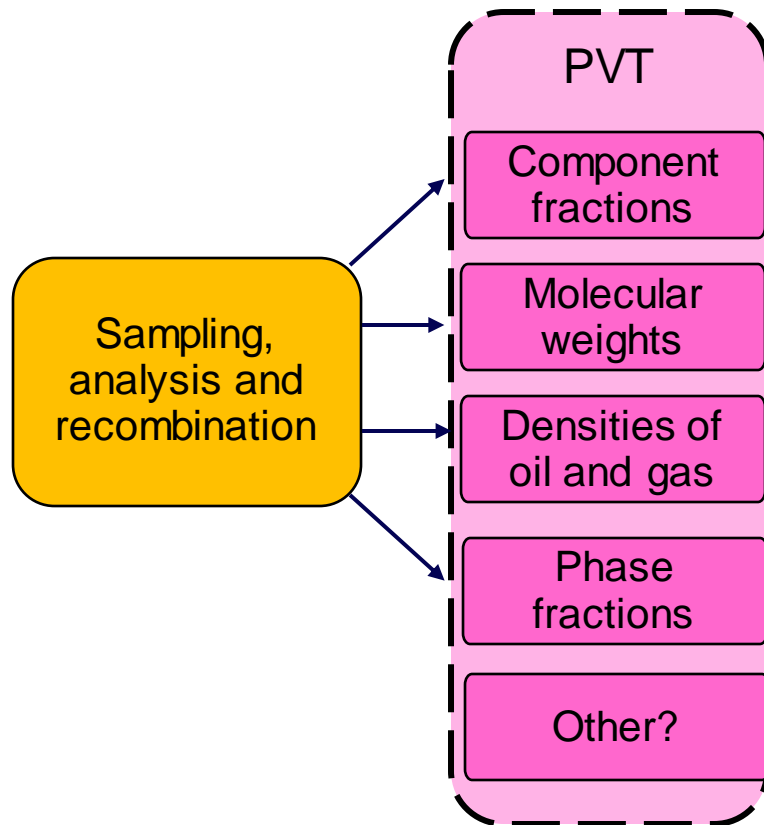 PVT
Component
fractions
Molecular
weights
Sampling,
analysis and
recombination
Densities of
oil and gas
Phase
fractions
Other?